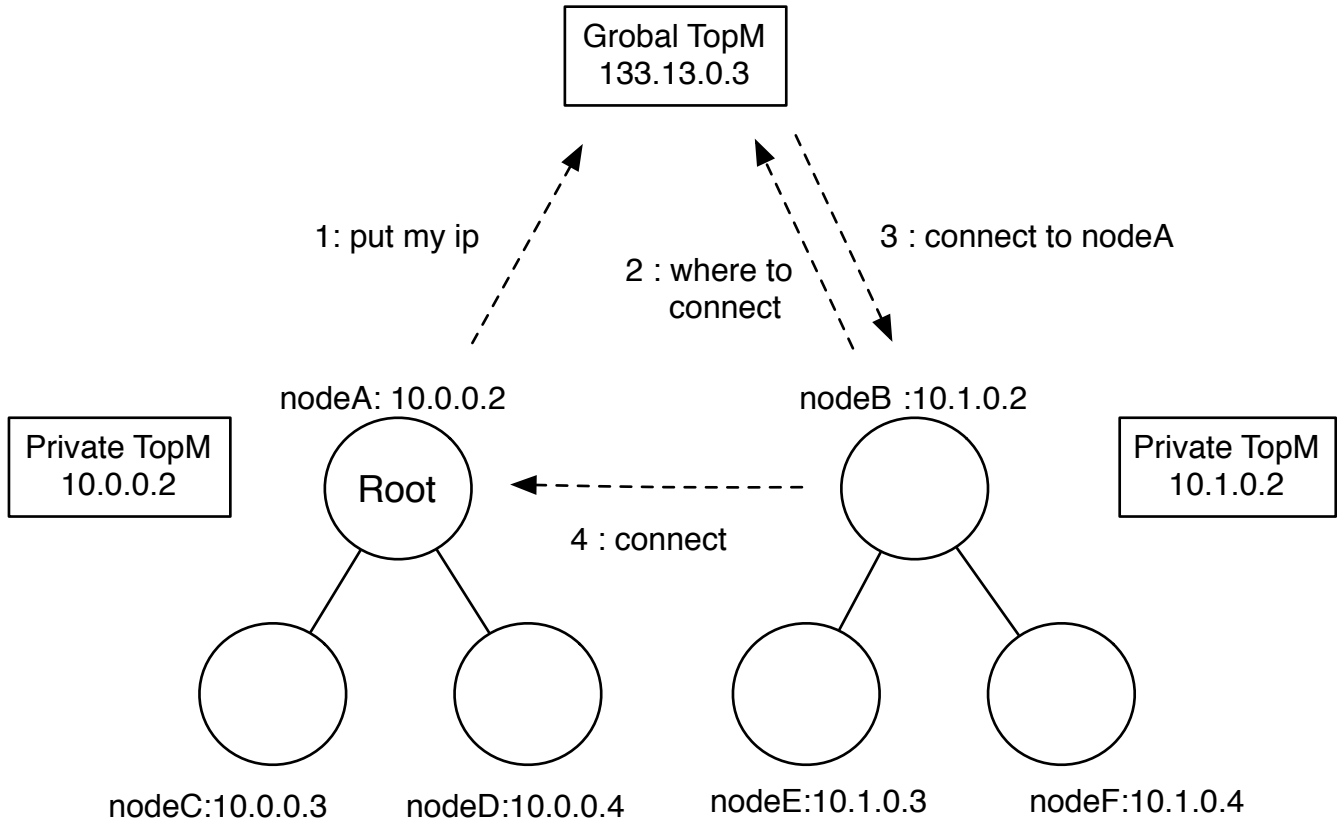 Grobal TopM
133.13.0.3
1: put my ip
2 : where to
connect
3 : connect to nodeA
nodeA: 10.0.0.2
nodeB :10.1.0.2
Private TopM
10.0.0.2
Root
Private TopM
10.1.0.2
4 : connect
nodeC:10.0.0.3
nodeD:10.0.0.4
nodeE:10.1.0.3
nodeF:10.1.0.4